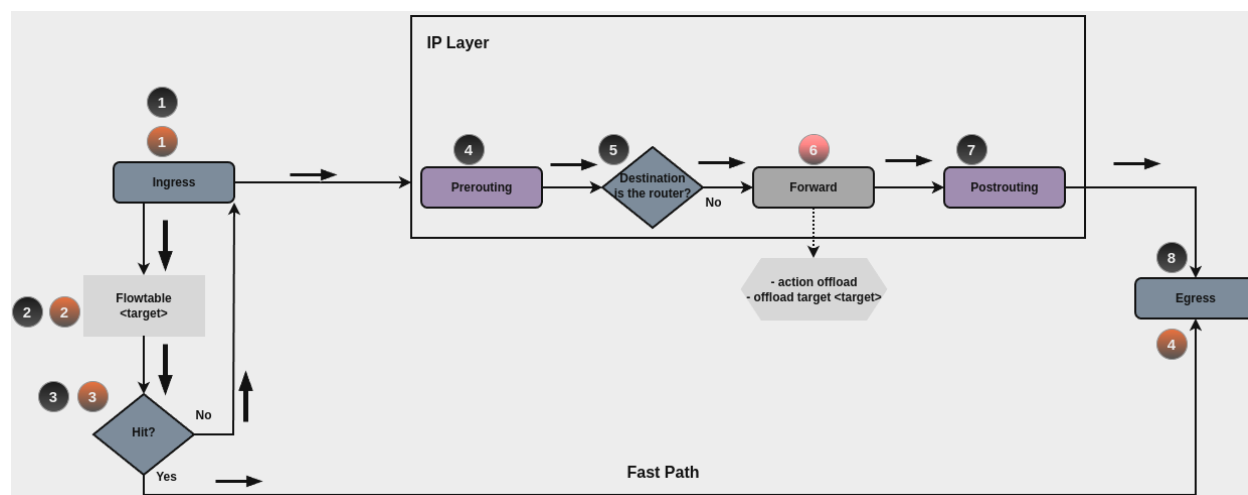 IP Layer
1
1
Ingress
4
Prerouting
5
Destination
is the router?
No
6
Forward
7
Postrouting
2
2
Flowtable
<target>
- action offload
- offload target <target>
8
Egress
4
3
3
Hit?
No
Yes
Fast Path